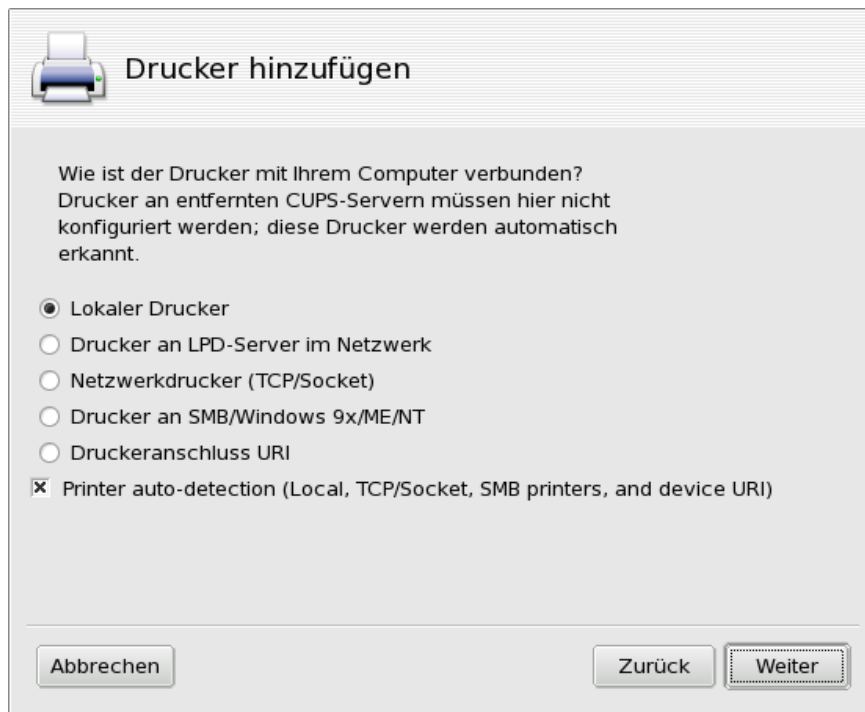 Drucker hinzufügen
Wie ist der Drucker mit Ihrem Computer verbunden?
Drucker an entfernten CUPS-Servern müssen hier nicht
konfiguriert werden; diese Drucker werden automatisch
erkannt.
Lokaler Drucker
Drucker an LPD-Server im Netzwerk
Netzwerkdrucker (TCP/Socket)
Drucker an SMB/Windows 9x/ME/NT
Druckeranschluss URI
Printer auto-detection (Local, TCP/Socket, SMB printers, and device URI)
Abbrechen
Zurück
Weiter